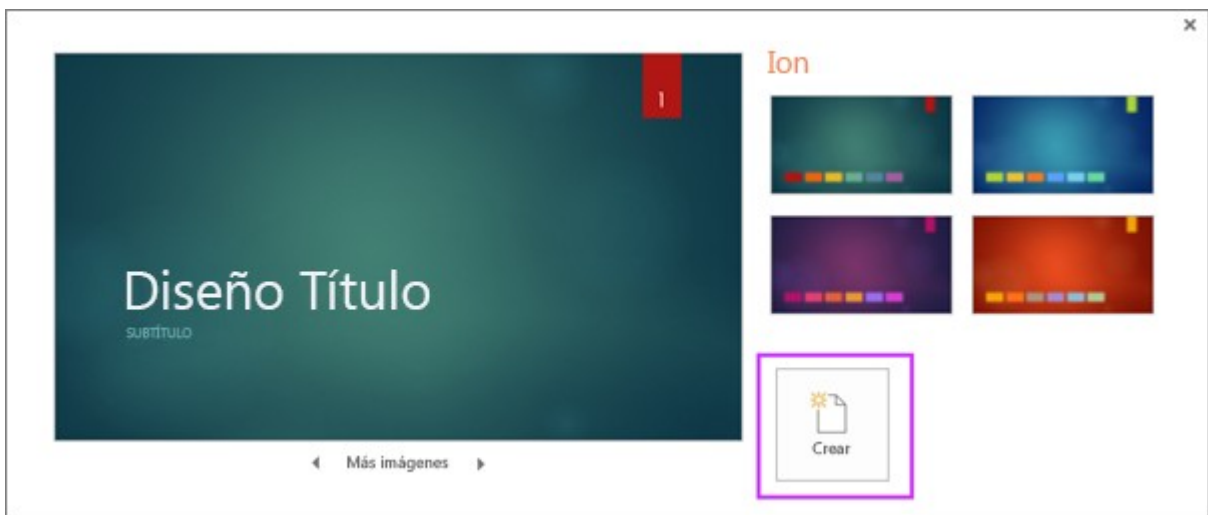 Ion
1
Diseño Título
SUBTÍTULO
Más imágenes
Crear